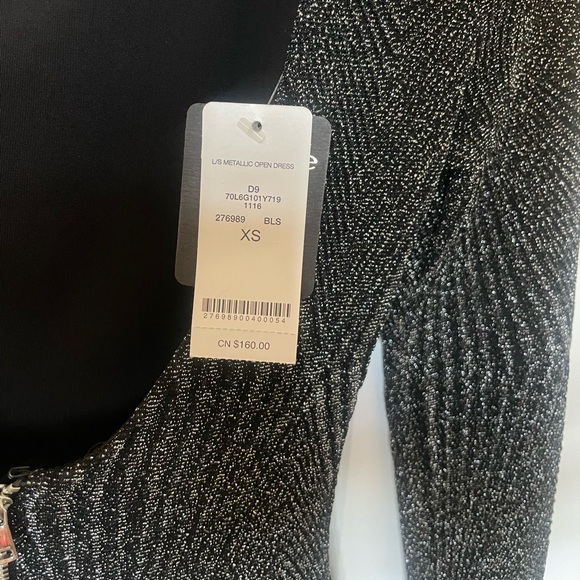 L/S METALLIC OPEN DRESS
D9
70L6G101Y719
1116
276989 BLS
XS
27698900400054
CN $160.00